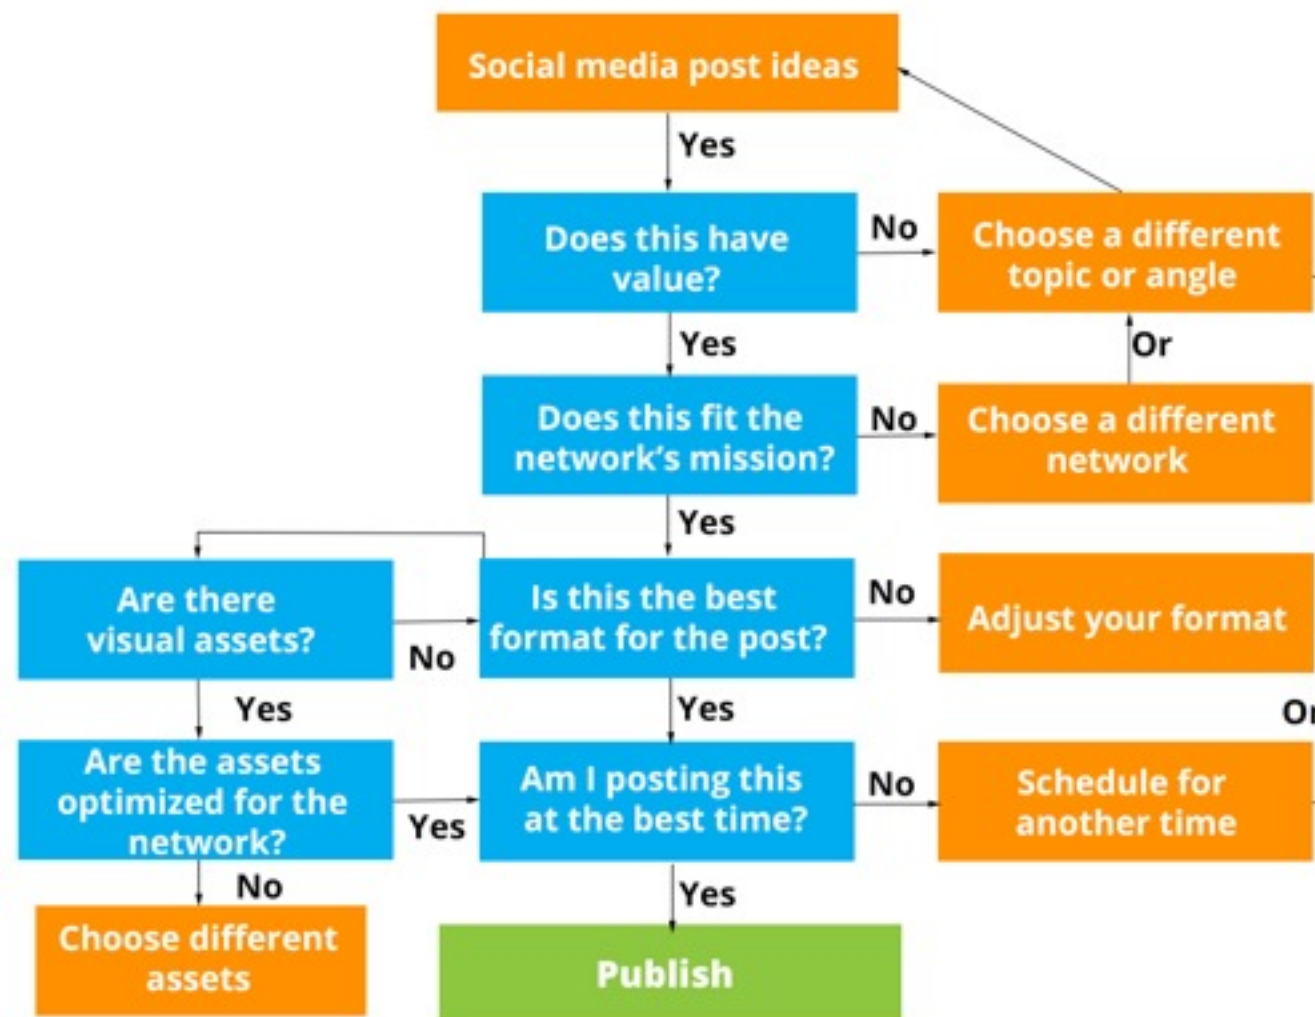 Social media post ideas
Yes
Does this have
value?
No
Choose a different
topic or angle
Yes
Or
Does this fit the
network's mission?
No
Choose a different
network
Yes
Are there
visual assets?
No
Is this the best
format for the post?
No
Adjust your format
Yes
Yes
Or
Are the assets
optimized for the
network?
Yes
Am I posting this
at the best time?
No
Schedule for
another time
No
Yes
Choose different
assets
Publish